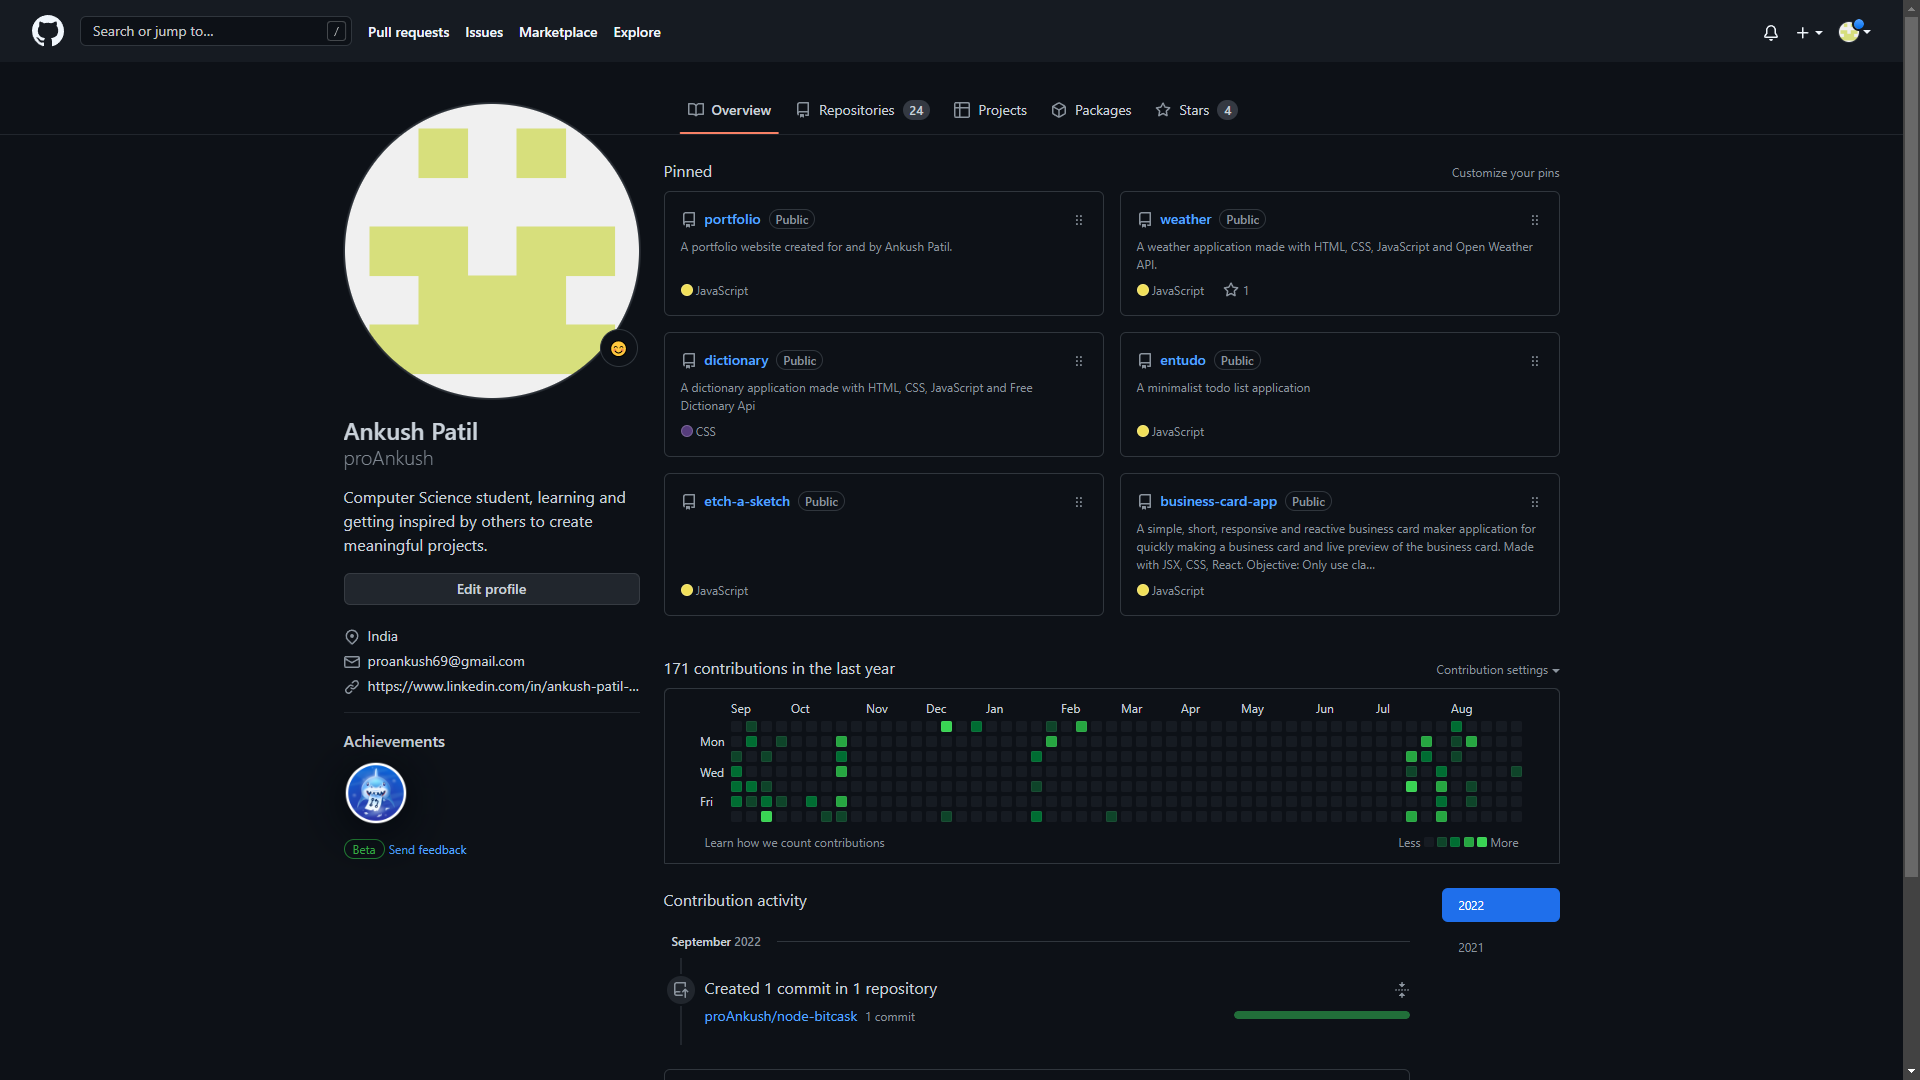 Search or jump to... /
Pull requests Issues Marketplace Explore
Overview Repositories 24 Projects Packages Stars 4
Ankush Patil
proAnkush
Computer Science student, learning and
getting inspired by others to create
meaningful projects.
Edit profile
India
proankush69@gmail.com
https://www.linkedin.com/in/ankush-patil-...
Achievements
Beta Send feedback
Pinned
Customize your pins
portfolio Public
A portfolio website created for and by Ankush Patil.
JavaScript
weather Public
A weather application made with HTML, CSS, JavaScript and Open Weather
API.
JavaScript 1
dictionary Public
A dictionary application made with HTML, CSS, JavaScript and Free
Dictionary Api
CSS
entudo Public
A minimalist todo list application
JavaScript
etch-a-sketch Public
JavaScript
business-card-app Public
A simple, short, responsive and reactive business card maker application for
quickly making a business card and live preview of the business card. Made
with JSX, CSS, React. Objective: Only use cla...
JavaScript
171 contributions in the last year
Contribution settings
Sep Oct Nov Dec Jan Feb Mar Apr May Jun Jul Aug
Mon
Wed
Fri
Learn how we count contributions
Less More
Contribution activity
2022
2021
September 2022
Created 1 commit in 1 repository
proAnkush/node-bitcask 1 commit